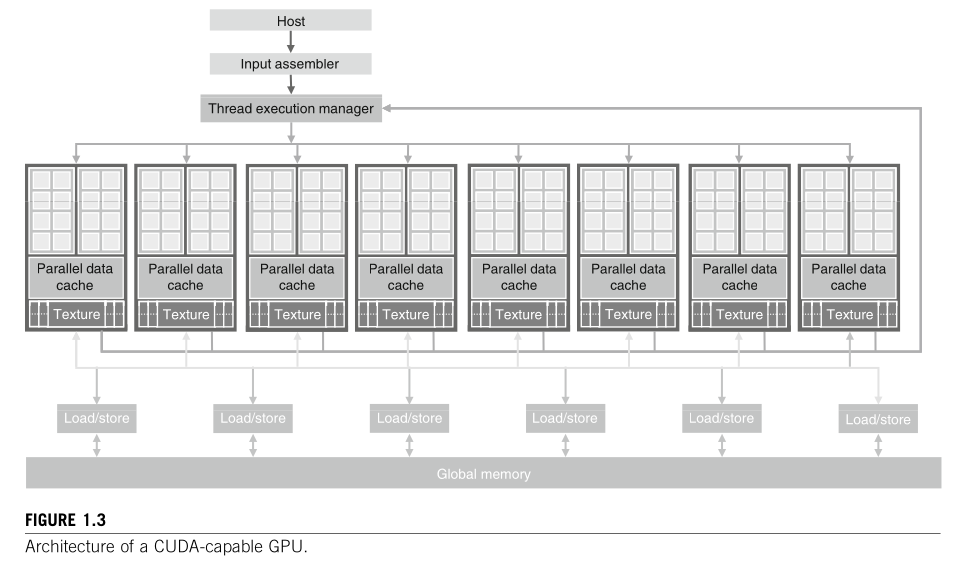 Host
Input assembler
Thread execution manager
Parallel data
cache
Parallel data
cache
Parallel data
cache
Parallel data
cache
Parallel data
cache
Parallel data
cache
Parallel data
cache
Parallel data
cache
Texture
Texture
Texture
Texture
Texture
Texture
Texture
Texture
Load/store
Load/store
Load/store
Load/store
Load/store
Load/store
Global memory
FIGURE 1.3
Architecture of a CUDA-capable GPU.